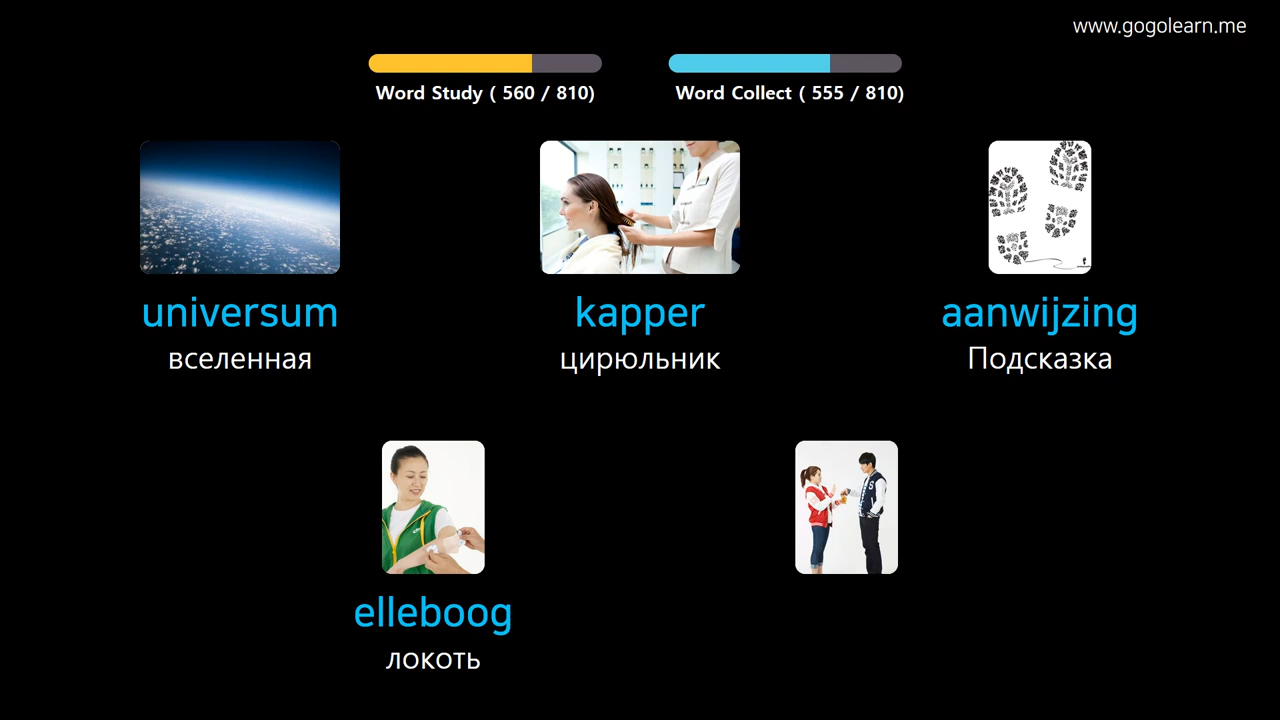 www.gogolearn.me
Word Study ( 560 / 810)
Word Collect ( 555 / 810)
universum
вселенная
kapper
цирюльник
aanwijzing
Подсказка
elleboog
локоть